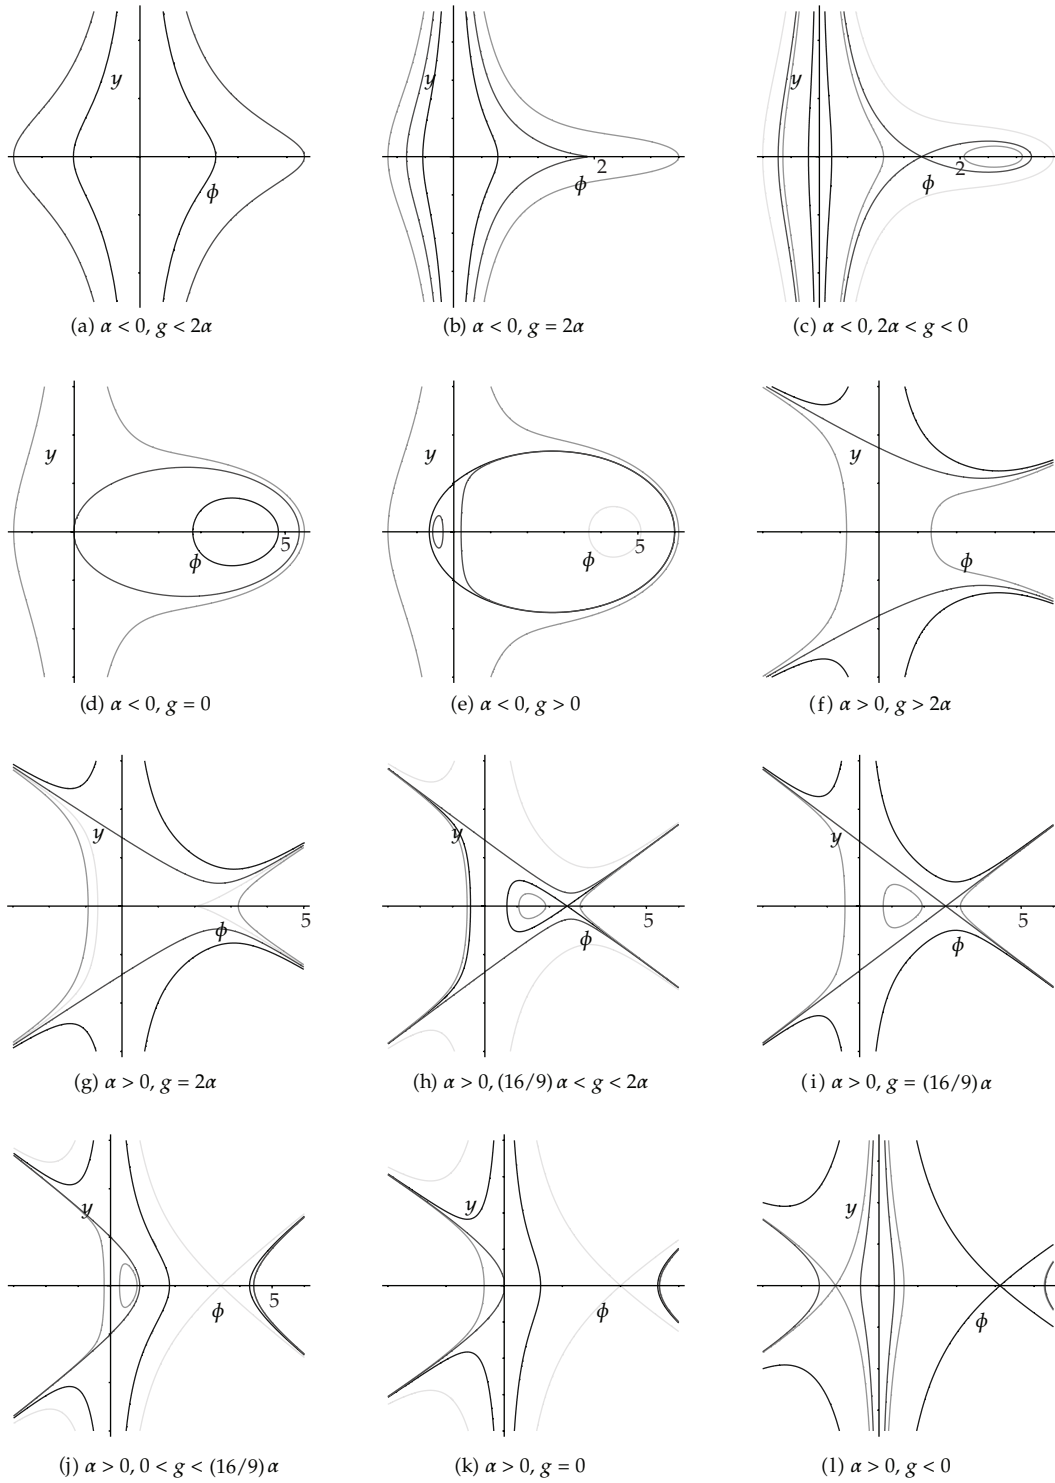 y
ϕ
(a) α < 0, g < 2α
y
2
ϕ
(b) α < 0, g = 2α
y
2
ϕ
(c) α < 0, 2α < g < 0
y
5
ϕ
(d) α < 0, g = 0
y
5
ϕ
(e) α < 0, g > 0
y
ϕ
(f) α > 0, g > 2α
y
5
ϕ
(g) α > 0, g = 2α
y
5
ϕ
(h) α > 0, (16/9) α < g < 2α
y
5
ϕ
(i) α > 0, g = (16/9) α
y
5
ϕ
(j) α > 0, 0 < g < (16/9) α
y
ϕ
(k) α > 0, g = 0
y
ϕ
(l) α > 0, g < 0